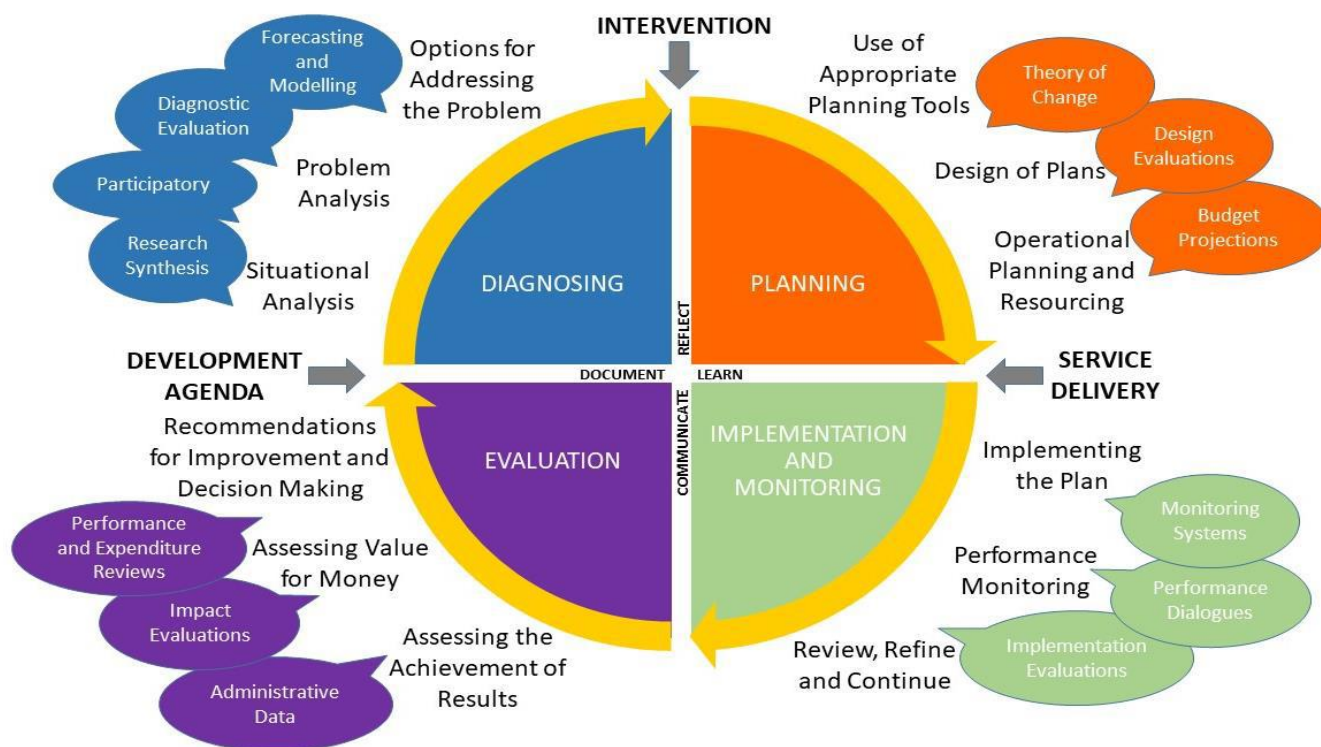 INTERVENTION
Forecasting
and
Modelling
Options for
Addressing
the Problem
Diagnostic
Evaluation
Problem
Analysis
Participatory
Research
Synthesis
Situational
Analysis
DIAGNOSING
Use of
Appropriate
Planning Tools
Theory of
Change
Design
Evaluations
Design of Plans
Budget
Projections
Operational
Planning and
Resourcing
PLANNING
REFLECT
DOCUMENT
LEARN
COMMUNICATE
DEVELOPMENT
AGENDA
SERVICE
DELIVERY
Recommendations
for Improvement and
Decision Making
EVALUATION
Performance
and Expenditure
Reviews
Assessing Value
for Money
Impact
Evaluations
Assessing the
Achievement of
Results
Administrative
Data
IMPLEMENTATION
AND
MONITORING
Implementing
the Plan
Monitoring
Systems
Performance
Monitoring
Performance
Dialogues
Review, Refine
and Continue
Implementation
Evaluations